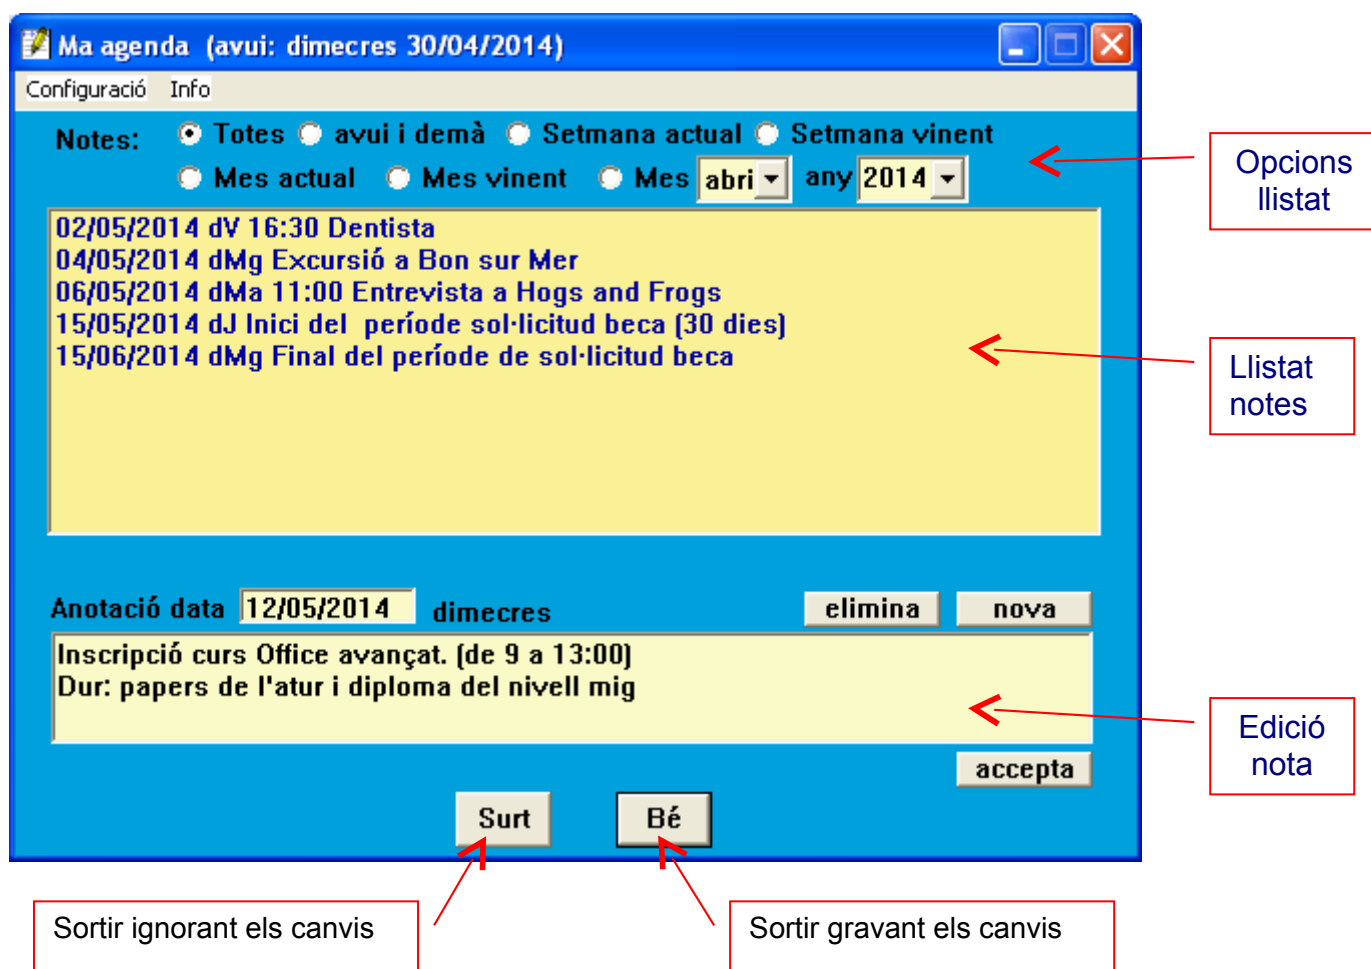 Ma agenda (avui: dimecres 30/04/2014)
Configuració Info
Notes: Totes avui i demà Setmana actual Setmana vinent
Mes actual Mes vinent Mes abri any 2014
Opcions
llistat
02/05/2014 dV 16:30 Dentista
04/05/2014 dMg Excursió a Bon sur Mer
06/05/2014 dMa 11:00 Entrevista a Hogs and Frogs
15/05/2014 dJ Inici del període sol·licitud beca (30 dies)
15/06/2014 dMg Final del període de sol·licitud beca
Llistat
notes
Anotació data 12/05/2014 dimecres elimina nova
Inscripció curs Office avançat. (de 9 a 13:00)
Dur: papers de l'atur i diploma del nivell mig
Edició
nota
accepta
Surt Bé
Sortir ignorant els canvis
Sortir gravant els canvis